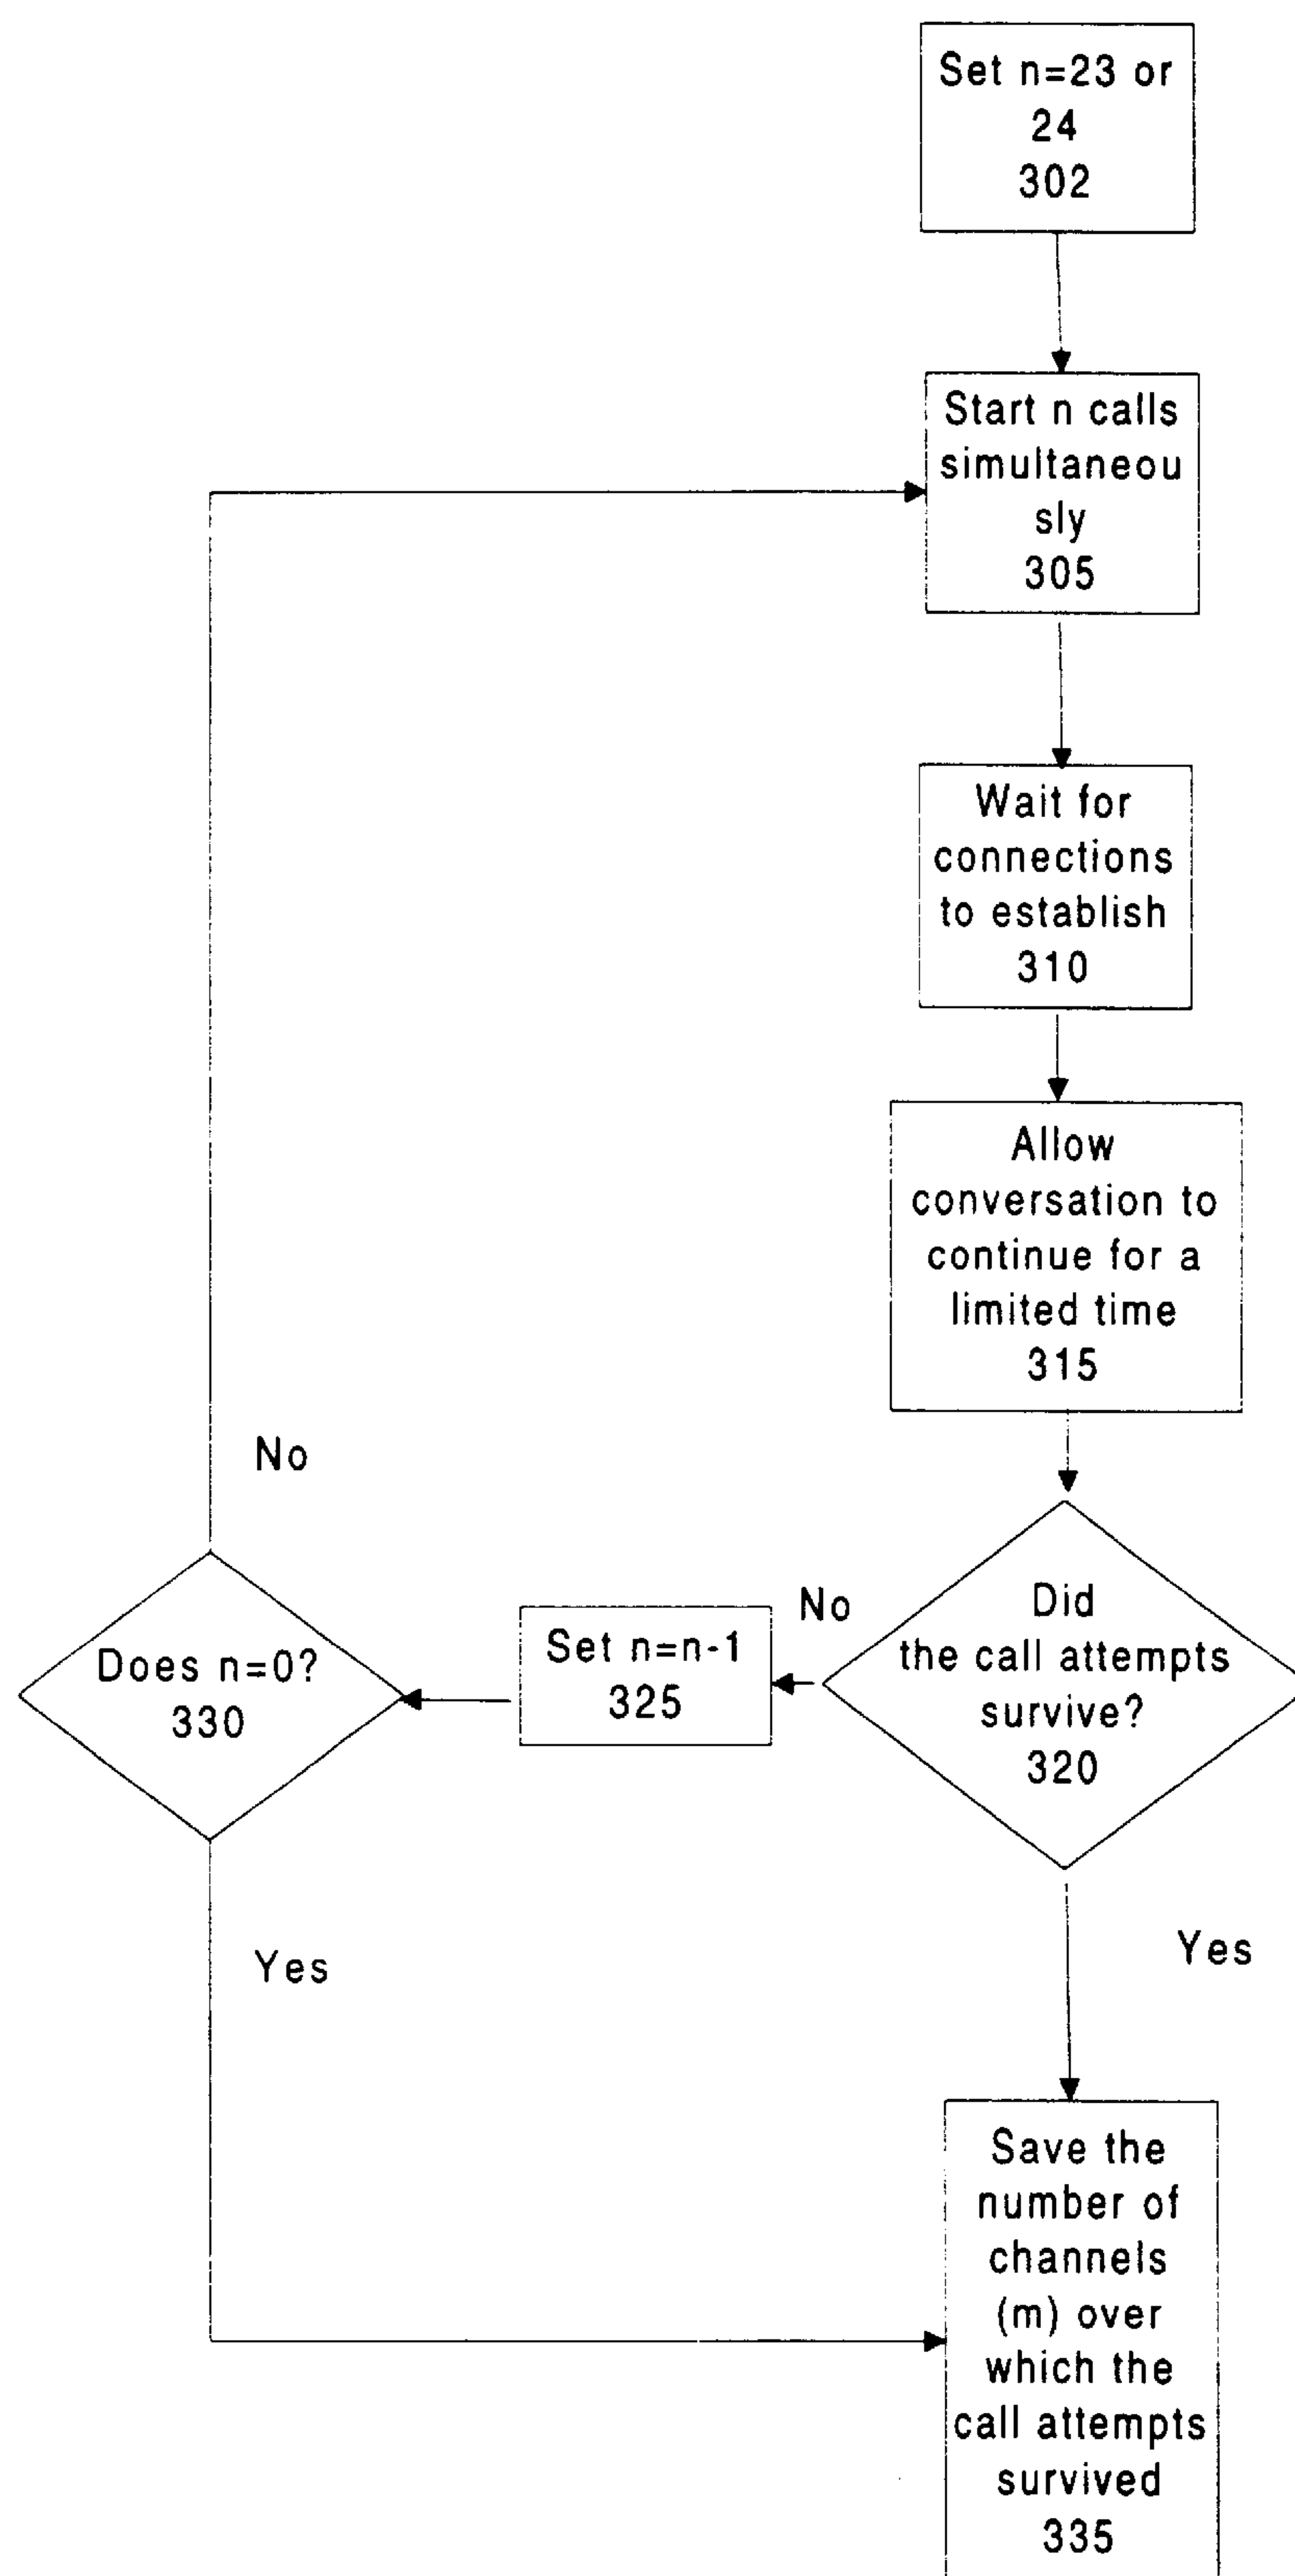 Set n=23 or
24
302
Start n calls
simultaneou
sly
305
Wait for
connections
to establish
310
Allow
conversation to
continue for a
limited time
315
No
Did
the call attempts
survive?
320
No
Set n=n-1
325
Does n=0?
330
Yes
Yes
Save the
number of
channels
(m) over
which the
call attempts
survived
335